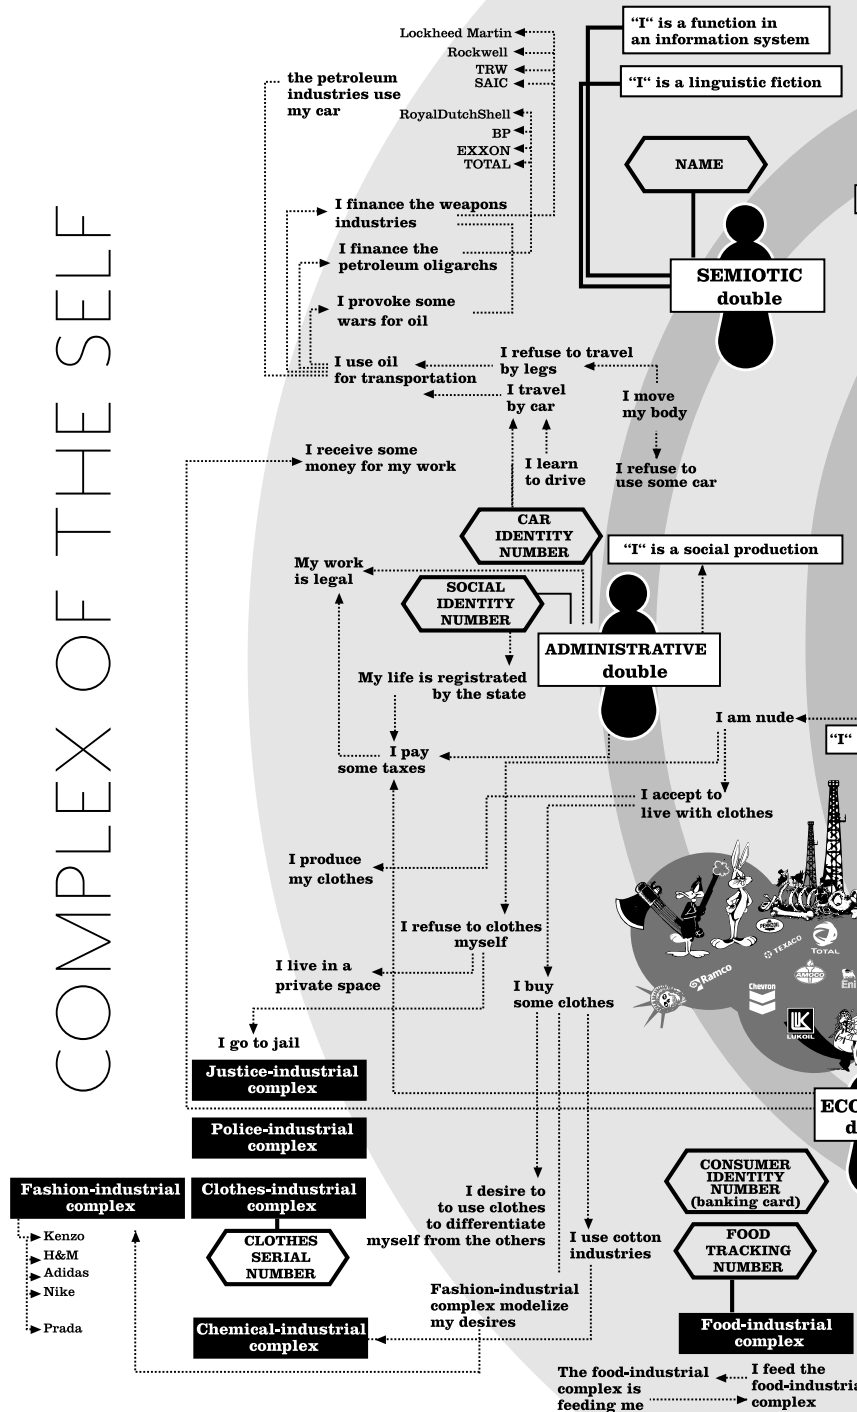 COMPLEX OF THE SELF
Lockheed Martin
Rockwell
TRW
SAIC
RoyalDutchShell
BP
EXXON
TOTAL
the petroleum
industries use
my car
"I" is a function in
an information system
"I" is a linguistic fiction
NAME
SEMIOTIC
double
I finance the weapons
industries
I finance the
petroleum oligarchs
I provoke some
wars for oil
I use oil
for transportation
I refuse to travel
by legs
I travel
by car
I move
my body
I receive some
money for my work
I learn
to drive
I refuse to
use some car
CAR
IDENTITY
NUMBER
"I" is a social production
My work
is legal
SOCIAL
IDENTITY
NUMBER
ADMINISTRATIVE
double
My life is registrated
by the state
I am nude
"I"
I pay
some taxes
I accept to
live with clothes
I produce
my clothes
I refuse to clothes
myself
I live in a
private space
I buy
some clothes
PENNZOIL
TEXACO
TOTAL
Ramco
AMOCO
Eni
Chevron
LUKOIL
I go to jail
Justice-industrial
complex
Police-industrial
complex
ECO
d
Fashion-industrial
complex
Clothes-industrial
complex
CLOTHES
SERIAL
NUMBER
Kenzo
H&M
Adidas
Nike
Prada
Chemical-industrial
complex
I desire to
to use clothes
to differentiate
myself from the others
I use cotton
industries
Fashion-industrial
complex modelize
my desires
CONSUMER
IDENTITY
NUMBER
(banking card)
FOOD
TRACKING
NUMBER
Food-industrial
complex
The food-industrial
complex is
feeding me
I feed the
food-industria
complex